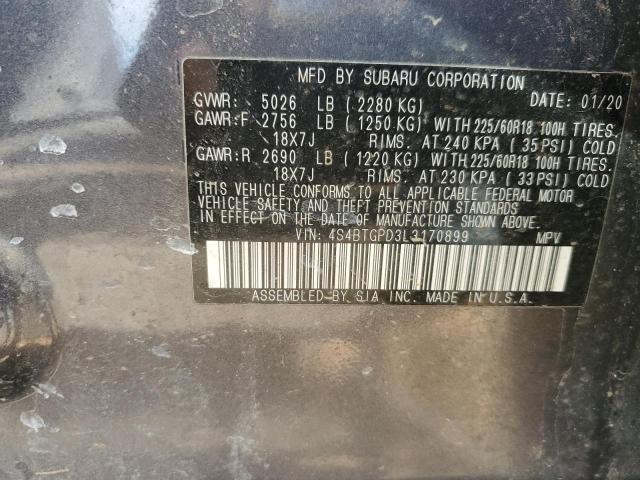 MFD BY SUBARU CORPORATION
GVWR: 5026 LB (2280 KG) DATE: 01/20
GAWR:F 2756 LB (1250 KG) WITH 225/60R18 100H TIRES.
18X7J RIMS. AT 240 KPA (35 PSI) COLD
GAWR:R 2690 LB (1220 KG) WITH 225/60R18 100H TIRES.
18X7J RIMS. AT 230 KPA (33 PSI) COLD
THIS VEHICLE CONFORMS TO ALL APPLICABLE FEDERAL MOTOR
VEHICLE SAFETY AND THEFT PREVENTION STANDARDS
IN EFFECT ON THE DATE OF MANUFACTURE SHOWN ABOVE.
VIN: 4S4BTGPD3L3170899 MPV
ASSEMBLED BY SIA INC. MADE IN U.S.A.